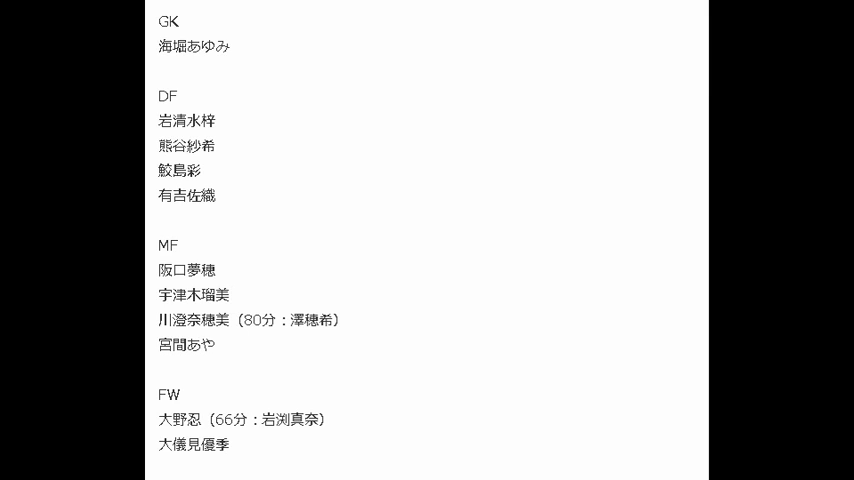 GK
海堀あゆみ
DF
岩清水梓
熊谷紗希
鮫島彩
有吉佐織
MF
阪口夢穂
宇津木瑠美
川澄奈穂美（80分：澤穂希）
宮間あや
FW
大野忍（66分：岩渕真奈）
大儀見優季